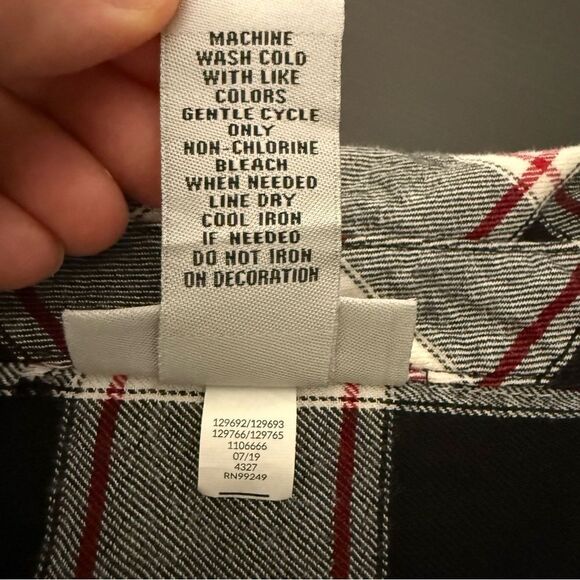 MACHINE
WASH COLD
WITH LIKE
COLORS
GENTLE CYCLE
ONLY
NON-CHLORINE
BLEACH
WHEN NEEDED
LINE DRY
COOL IRON
IF NEEDED
DO NOT IRON
ON DECORATION
129692/129693
129766/129765
1106666
07/19
4327
RN99249